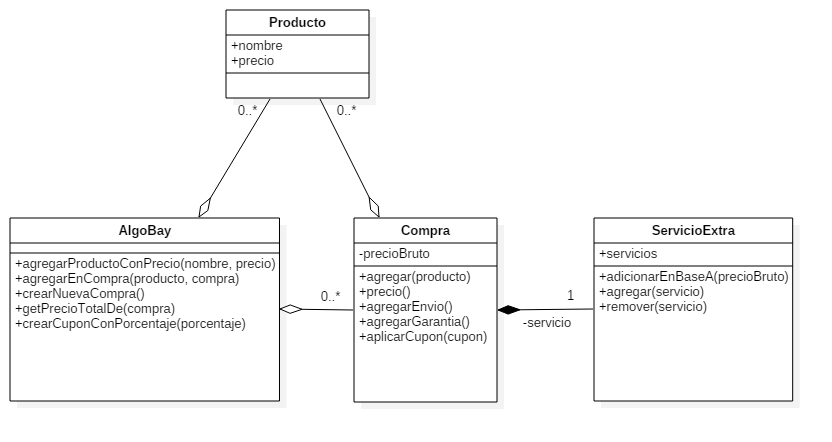 Producto
+nombre
+precio
0..*
0..*
AlgoBay
+agregarProductoConPrecio(nombre, precio)
+agregarEnCompra(producto, compra)
+crearNuevaCompra()
+getPrecioTotalDe(compra)
+crearCuponConPorcentaje(porcentaje)
0..*
Compra
-precioBruto
+agregar(producto)
+precio()
+agregarEnvio()
+agregarGarantia()
+aplicarCupon(cupon)
1
-servicio
ServicioExtra
+servicios
+adicionarEnBaseA(precioBruto)
+agregar(servicio)
+remover(servicio)